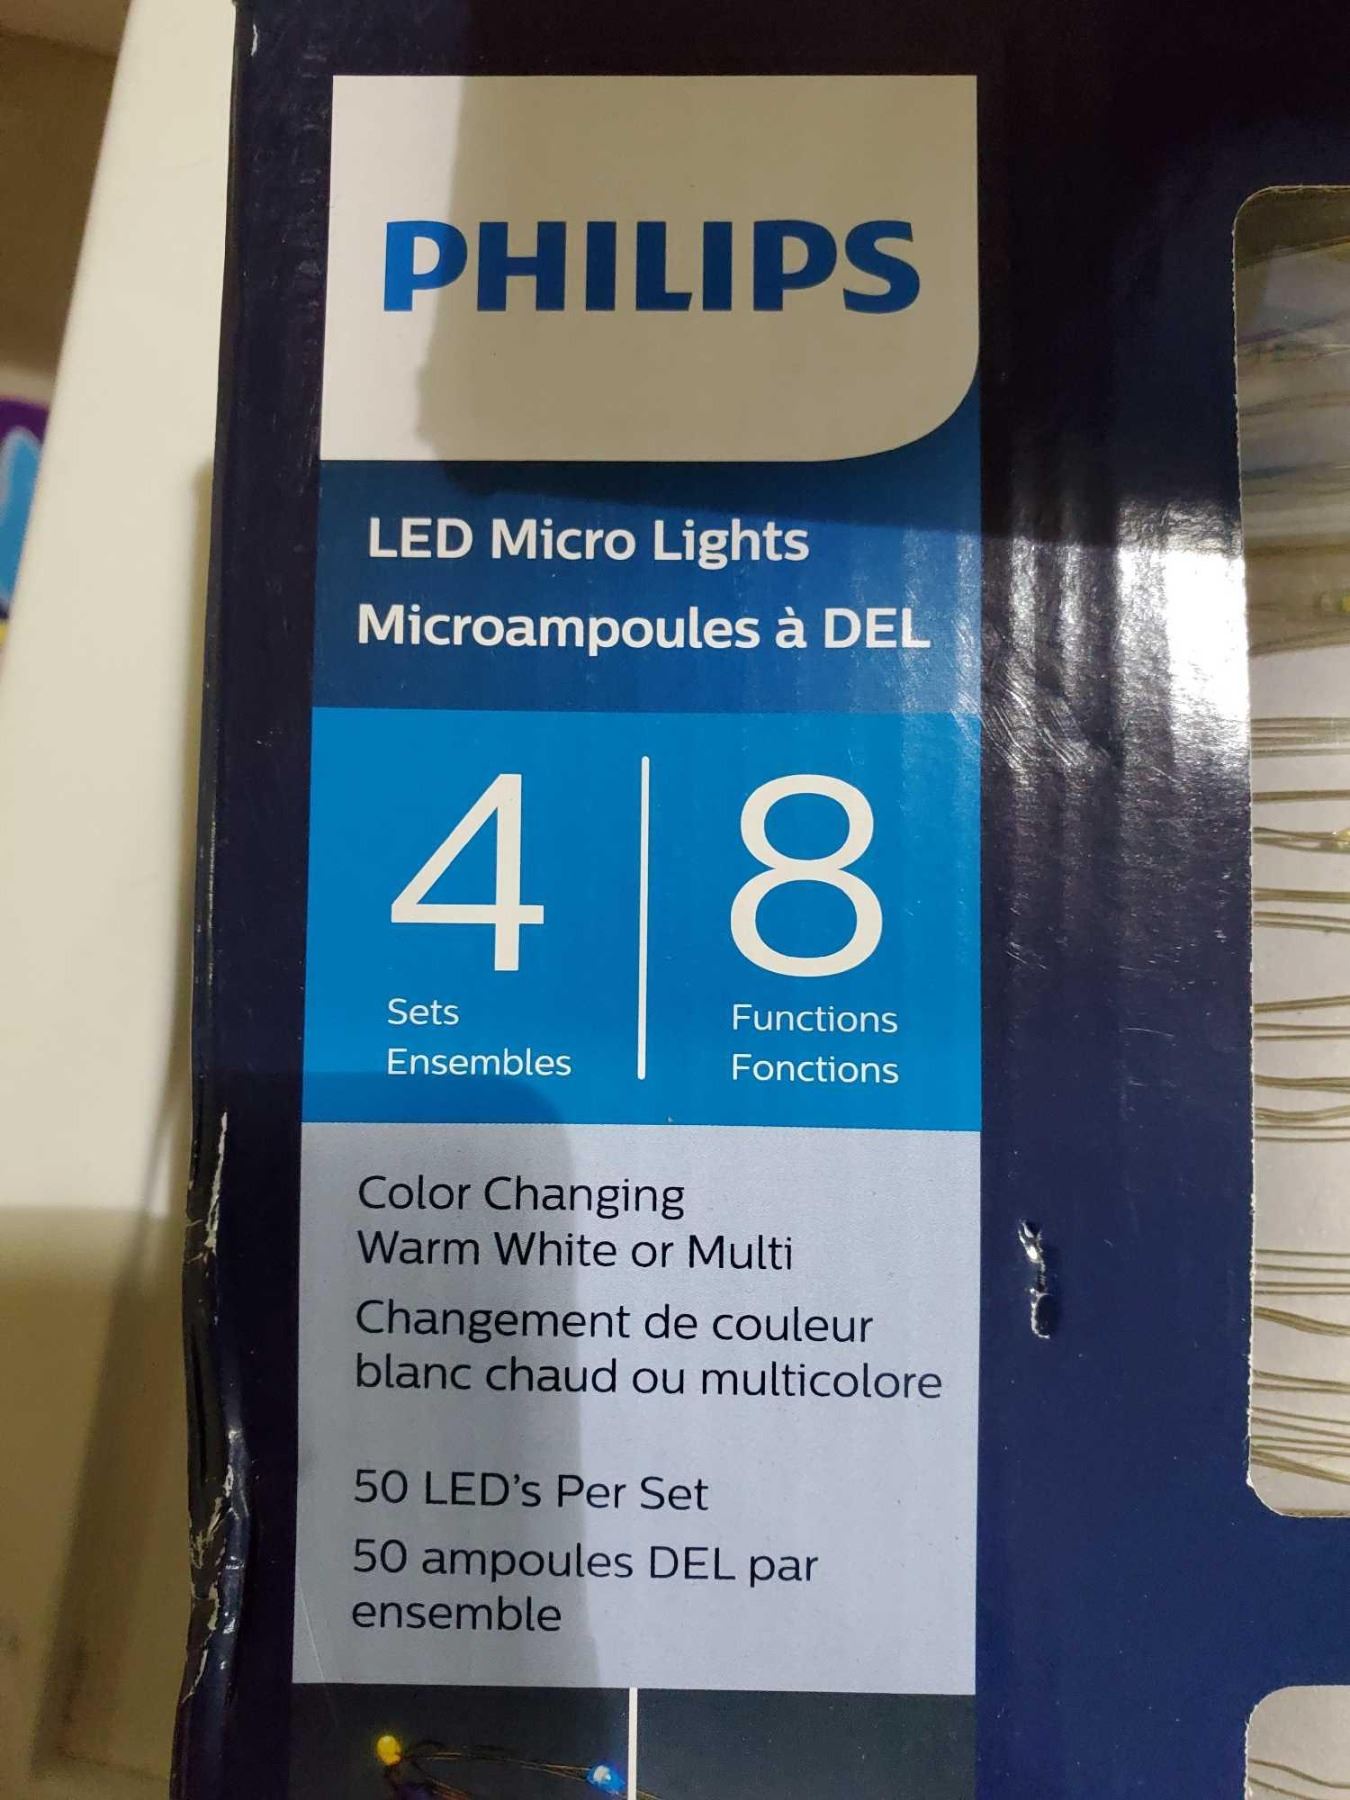 PHILIPS
LED Micro Lights
Microampoules à DEL
4
Sets
Ensembles
8
Functions
Fonctions
Color Changing
Warm White or Multi
Changement de couleur
blanc chaud ou multicolore
50 LED's Per Set
50 ampoules DEL par
ensemble